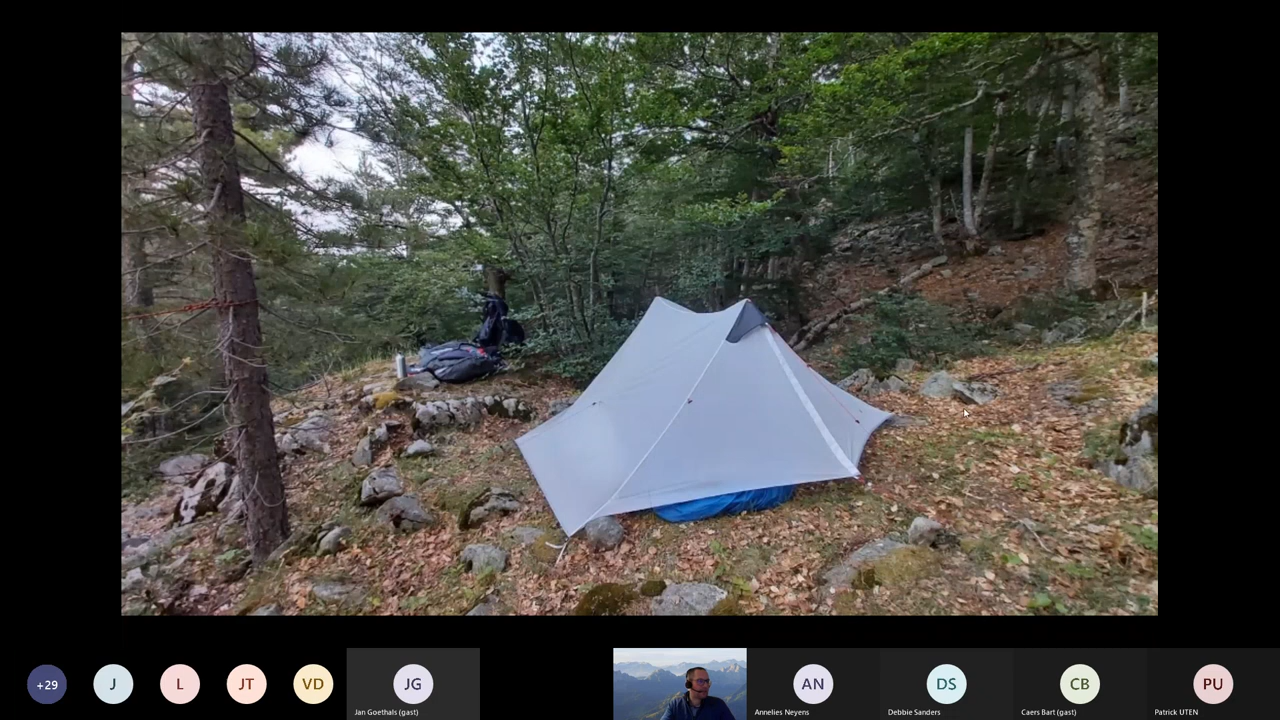 +29
J
L
JT
VD
JG
Jan Goethals (gast)
AN
Annelies Neyens
DS
Debbie Sanders
CB
Caers Bart (gast)
PU
Patrick UTEN